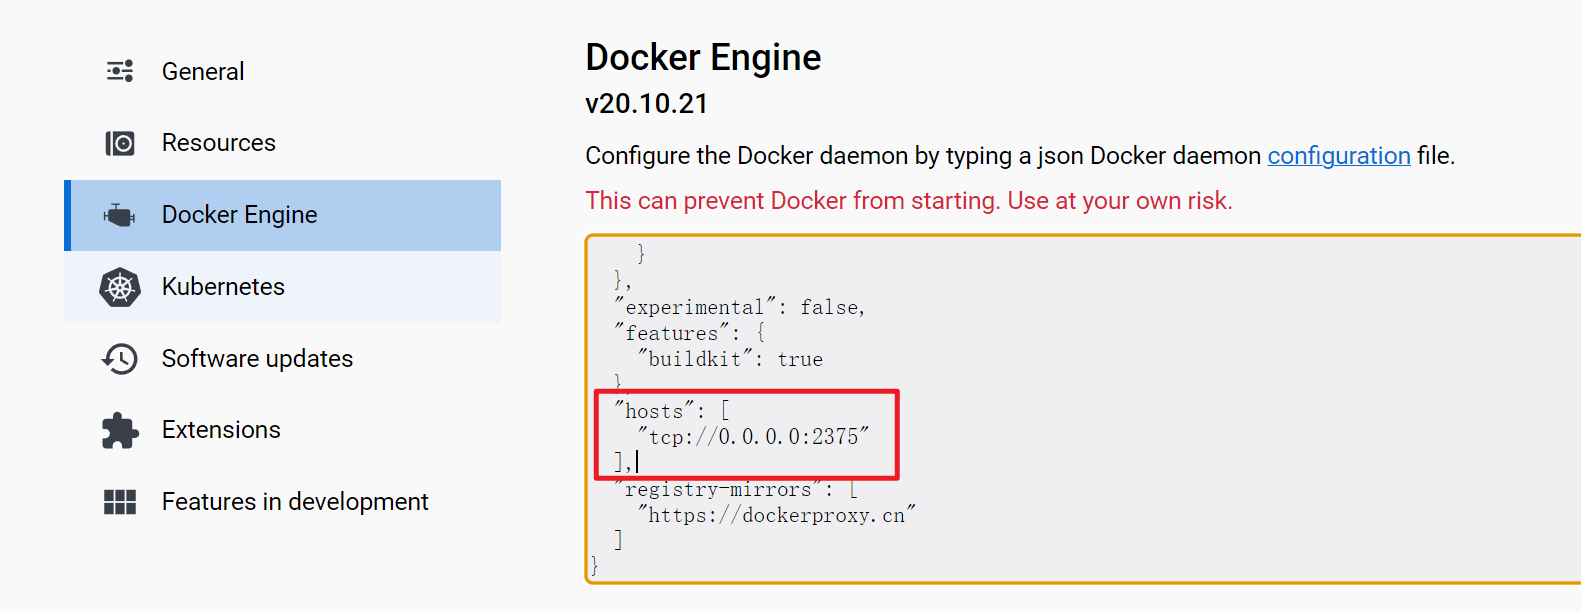 General
Resources
Docker Engine
Kubernetes
Software updates
Extensions
Features in development
Docker Engine
v20.10.21
Configure the Docker daemon by typing a json Docker daemon configuration file.
This can prevent Docker from starting. Use at your own risk.
    }
  },
  "experimental": false,
  "features": {
    "buildkit": true
  },
  "hosts": [
    "tcp://0.0.0.0:2375"
  ],
  "registry-mirrors": [
    "https://dockerproxy.cn"
  ]
}